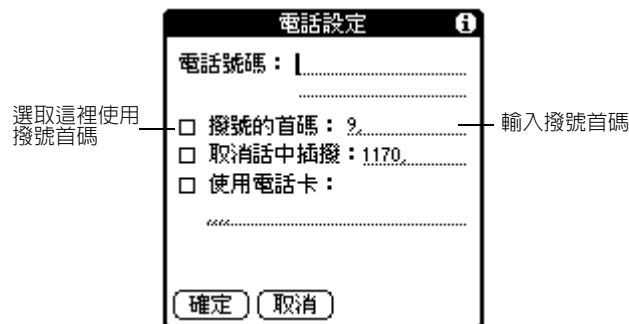 電話設定 i
電話號碼：
選取這裡使用
撥號首碼
撥號的首碼： 9,
輸入撥號首碼
取消話中插撥：1170,
使用電話卡：
,,,,
確定 取消